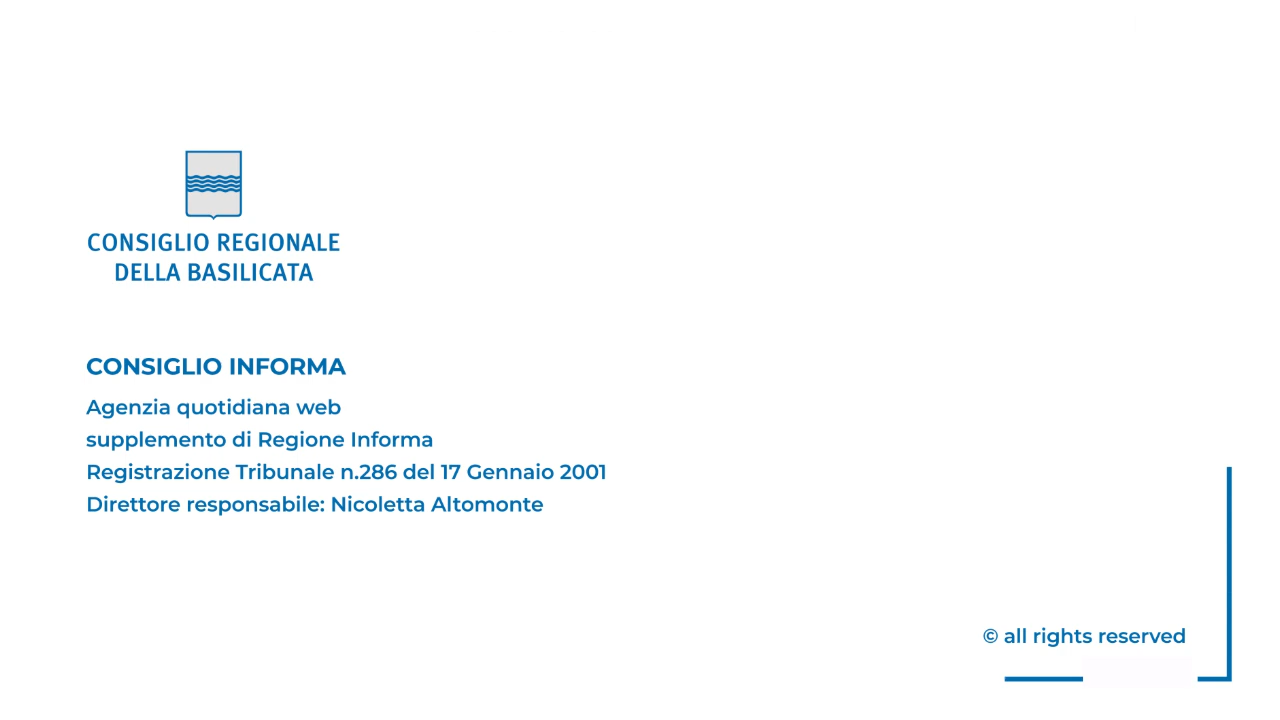 CONSIGLIO REGIONALE
DELLA BASILICATA
CONSIGLIO INFORMA
Agenzia quotidiana web
supplemento di Regione Informa
Registrazione Tribunale n.286 del 17 Gennaio 2001
Direttore responsabile: Nicoletta Altomonte
© all rights reserved